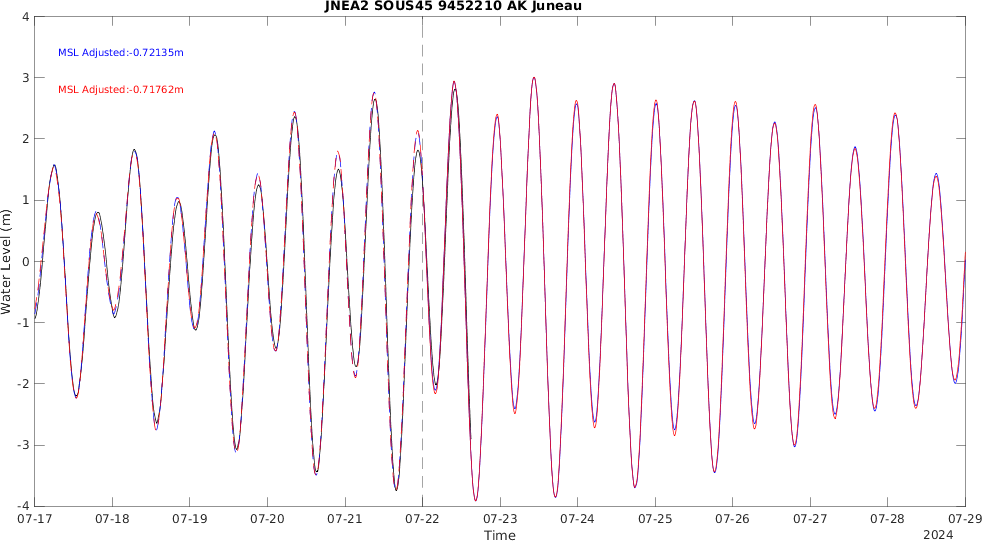 JNEA2 SOUS45 9452210 AK Juneau
4
MSL Adjusted:-0.72135m
3
MSL Adjusted:-0.71762m
2
1
0
-1
-2
-3
-4
Water Level (m)
07-17 07-18 07-19 07-20 07-21 07-22 07-23 07-24 07-25 07-26 07-27 07-28 07-29
Time
2024